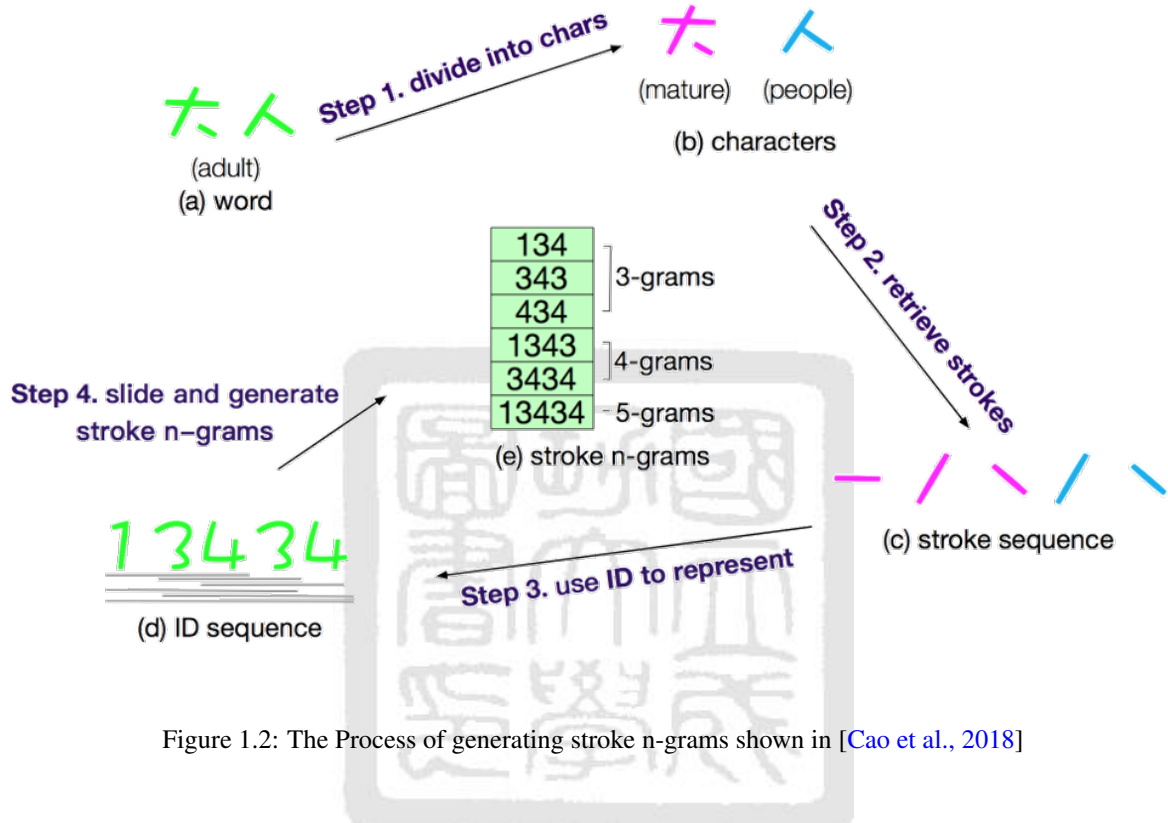 大人
(adult)
(a) word
Step 1. divide into chars
大 人
(mature) (people)
(b) characters
Step 2. retrieve strokes
(c) stroke sequence
Step 3. use ID to represent
13434
(d) ID sequence
Step 4. slide and generate
stroke n-grams
134
343
434
3-grams
1343
3434
4-grams
13434
5-grams
(e) stroke n-grams
Figure 1.2: The Process of generating stroke n-grams shown in [Cao et al., 2018]